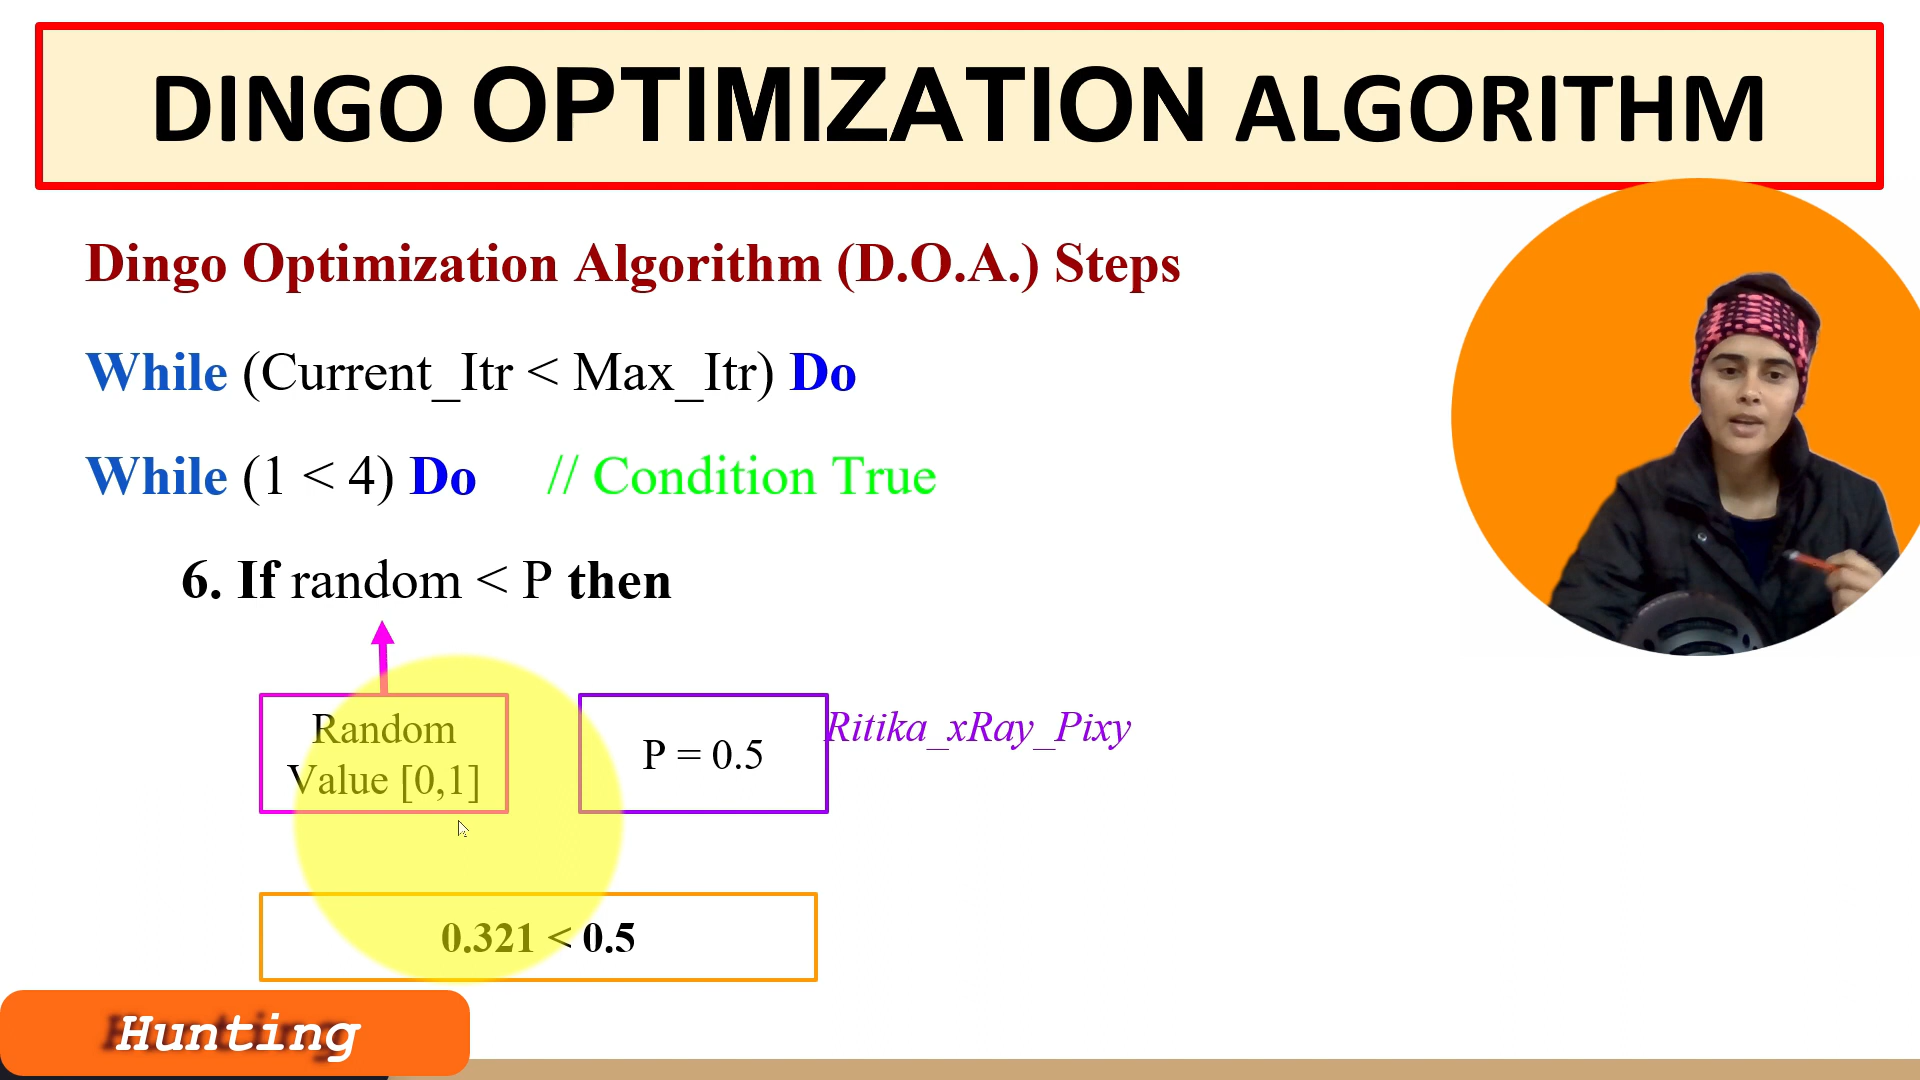 DINGO OPTIMIZATION ALGORITHM
Dingo Optimization Algorithm (D.O.A.) Steps
While (Current_Itr < Max_Itr) Do
While (1 < 4) Do // Condition True
6. If random < P then
Random
Value [0,1]
P = 0.5
Ritika_xRay_Pixy
0.321 < 0.5
Hunting